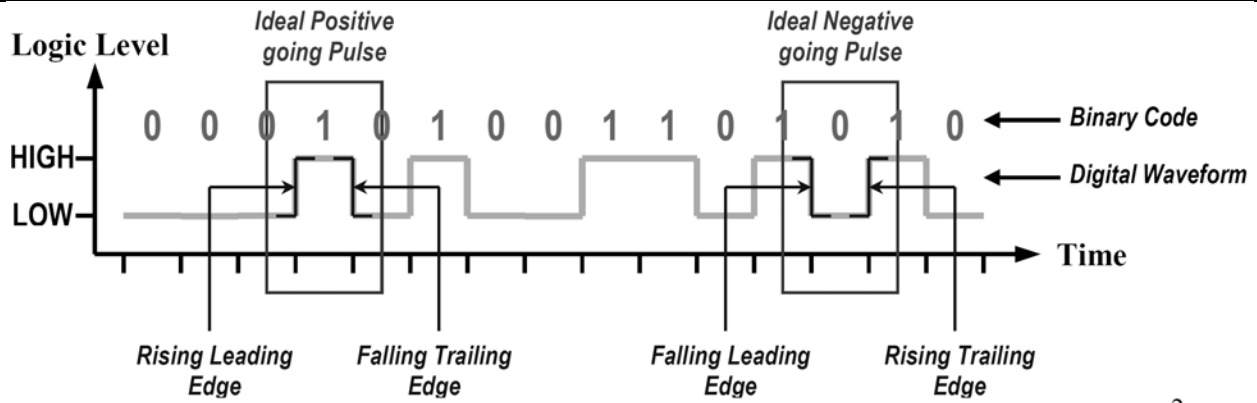 Ideal Positive
going Pulse
Ideal Negative
going Pulse
Logic Level
0 0 0 1 0 1 0 0 1 1 0 1 0 1 0
Binary Code
HIGH
Digital Waveform
LOW
Time
Rising Leading
Edge
Falling Trailing
Edge
Falling Leading
Edge
Rising Trailing
Edge